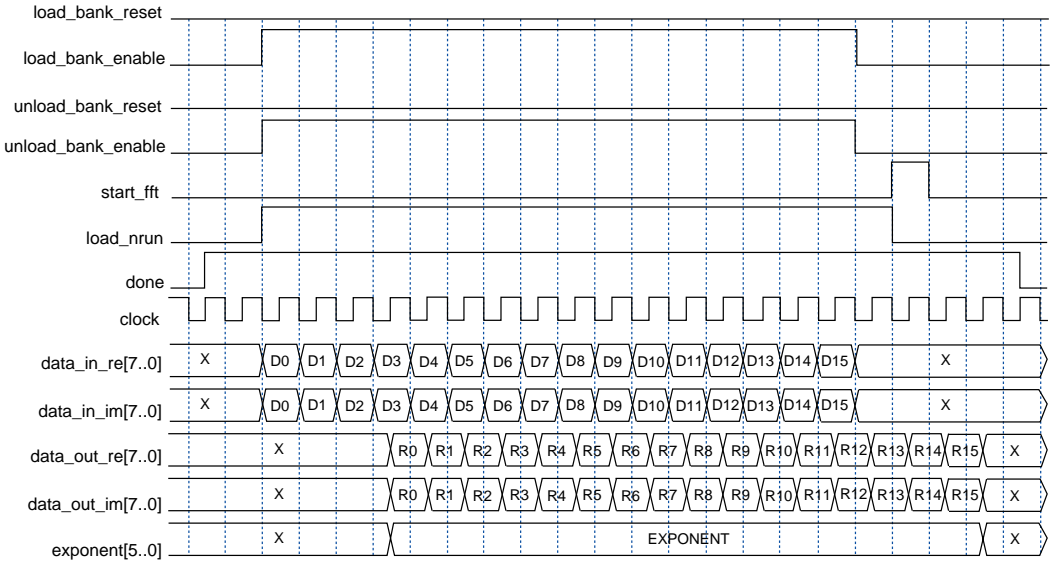 load_bank_reset
load_bank_enable
unload_bank_reset
unload_bank_enable
start_fft
load_nrun
done
clock
data_in_re[7..0] X D0 D1 D2 D3 D4 D5 D6 D7 D8 D9 D10 D11 D12 D13 D14 D15 X
data_in_im[7..0] X D0 D1 D2 D3 D4 D5 D6 D7 D8 D9 D10 D11 D12 D13 D14 D15 X
data_out_re[7..0] X R0 R1 R2 R3 R4 R5 R6 R7 R8 R9 R10 R11 R12 R13 R14 R15 X
data_out_im[7..0] X R0 R1 R2 R3 R4 R5 R6 R7 R8 R9 R10 R11 R12 R13 R14 R15 X
exponent[5..0] X EXPONENT X